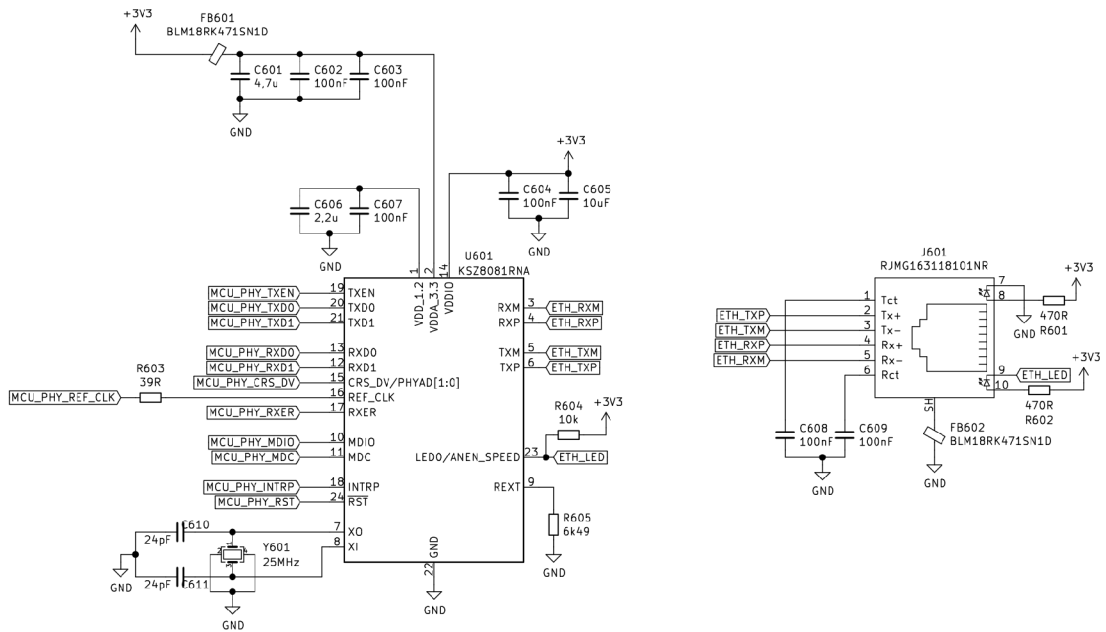 +3V3
FB601
BLM18RK471SN1D
C601
4,7u
C602
100nF
C603
100nF
GND
+3V3
C604
100nF
C605
10uF
GND
C606
2,2u
C607
100nF
GND
U601
KSZ8081RNA
1
2
14
VDD_1.2
VDDA_3.3
VDDIO
MCU_PHY_TXEN 19 TXEN
MCU_PHY_TXD0 20 TXD0
MCU_PHY_TXD1 21 TXD1
MCU_PHY_RXD0 13 RXD0
MCU_PHY_RXD1 12 RXD1
MCU_PHY_CRS_DV 15 CRS_DV/PHYAD[1:0]
R603
39R
MCU_PHY_REF_CLK 16 REF_CLK
MCU_PHY_RXER 17 RXER
MCU_PHY_MDIO 10 MDIO
MCU_PHY_MDC 11 MDC
MCU_PHY_INTRP 18 INTRP
MCU_PHY_RST 24 RST
7 XO
8 XI
C610
24pF
Y601
25MHz
1
2
3
4
24pF
C611
GND
GND
RXM 3 ETH_RXM
RXP 4 ETH_RXP
TXM 5 ETH_TXM
TXP 6 ETH_TXP
R604
10k
+3V3
LED0/ANEN_SPEED 23 ETH_LED
REXT 9
R605
6k49
GND
GND
22
GND
J601
RJMG163118101NR
1 Tct
ETH_TXP 2 Tx+
ETH_TXM 3 Tx-
ETH_RXP 4 Rx+
ETH_RXM 5 Rx-
6 Rct
7
8
GND
+3V3
470R
R601
9 ETH_LED
10
+3V3
470R
R602
SH
FB602
BLM18RK471SN1D
GND
C608
100nF
C609
100nF
GND